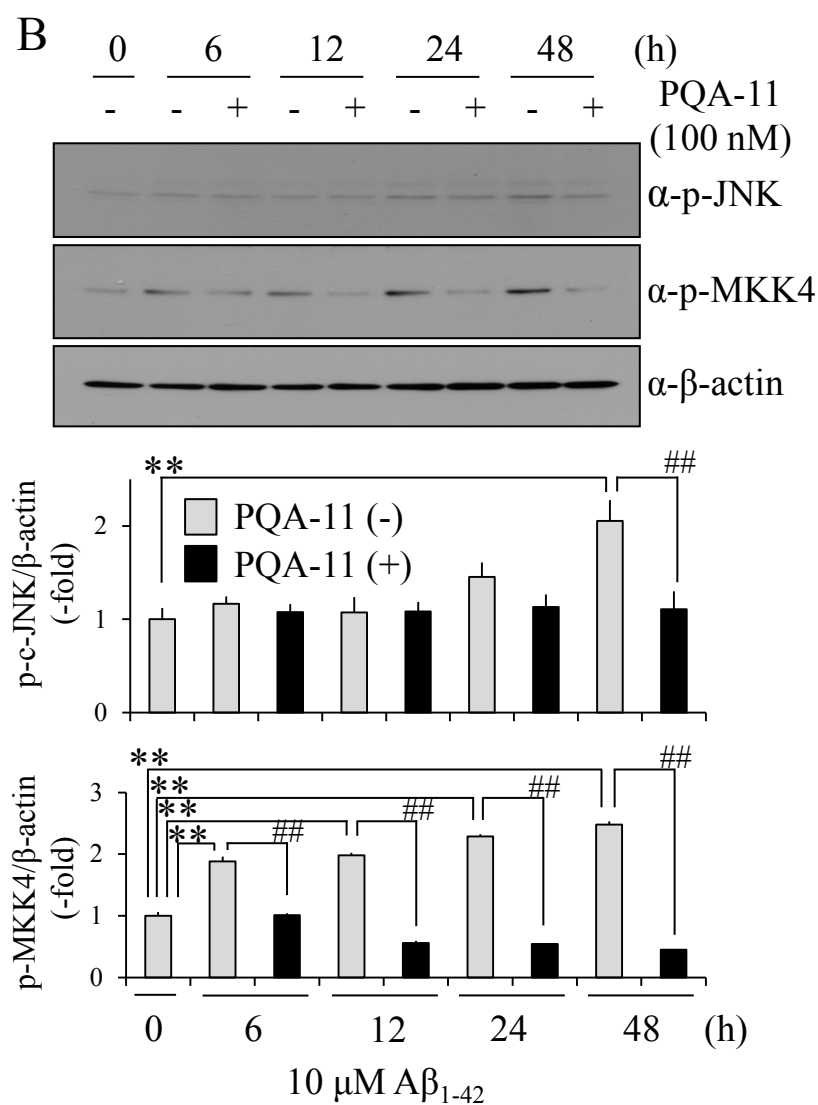 B
0 6 12 24 48 (h)
- - + - + - + - + PQA-11
(100 nM)
α-p-JNK
α-p-MKK4
α-β-actin
** ##
p-c-JNK/β-actin
(-fold)
2
1
0
PQA-11 (-)
PQA-11 (+)
p-MKK4/β-actin
(-fold)
3
2
1
0
** ##
** ##
** ##
** ##
0 6 12 24 48 (h)
10 μM Aβ1-42